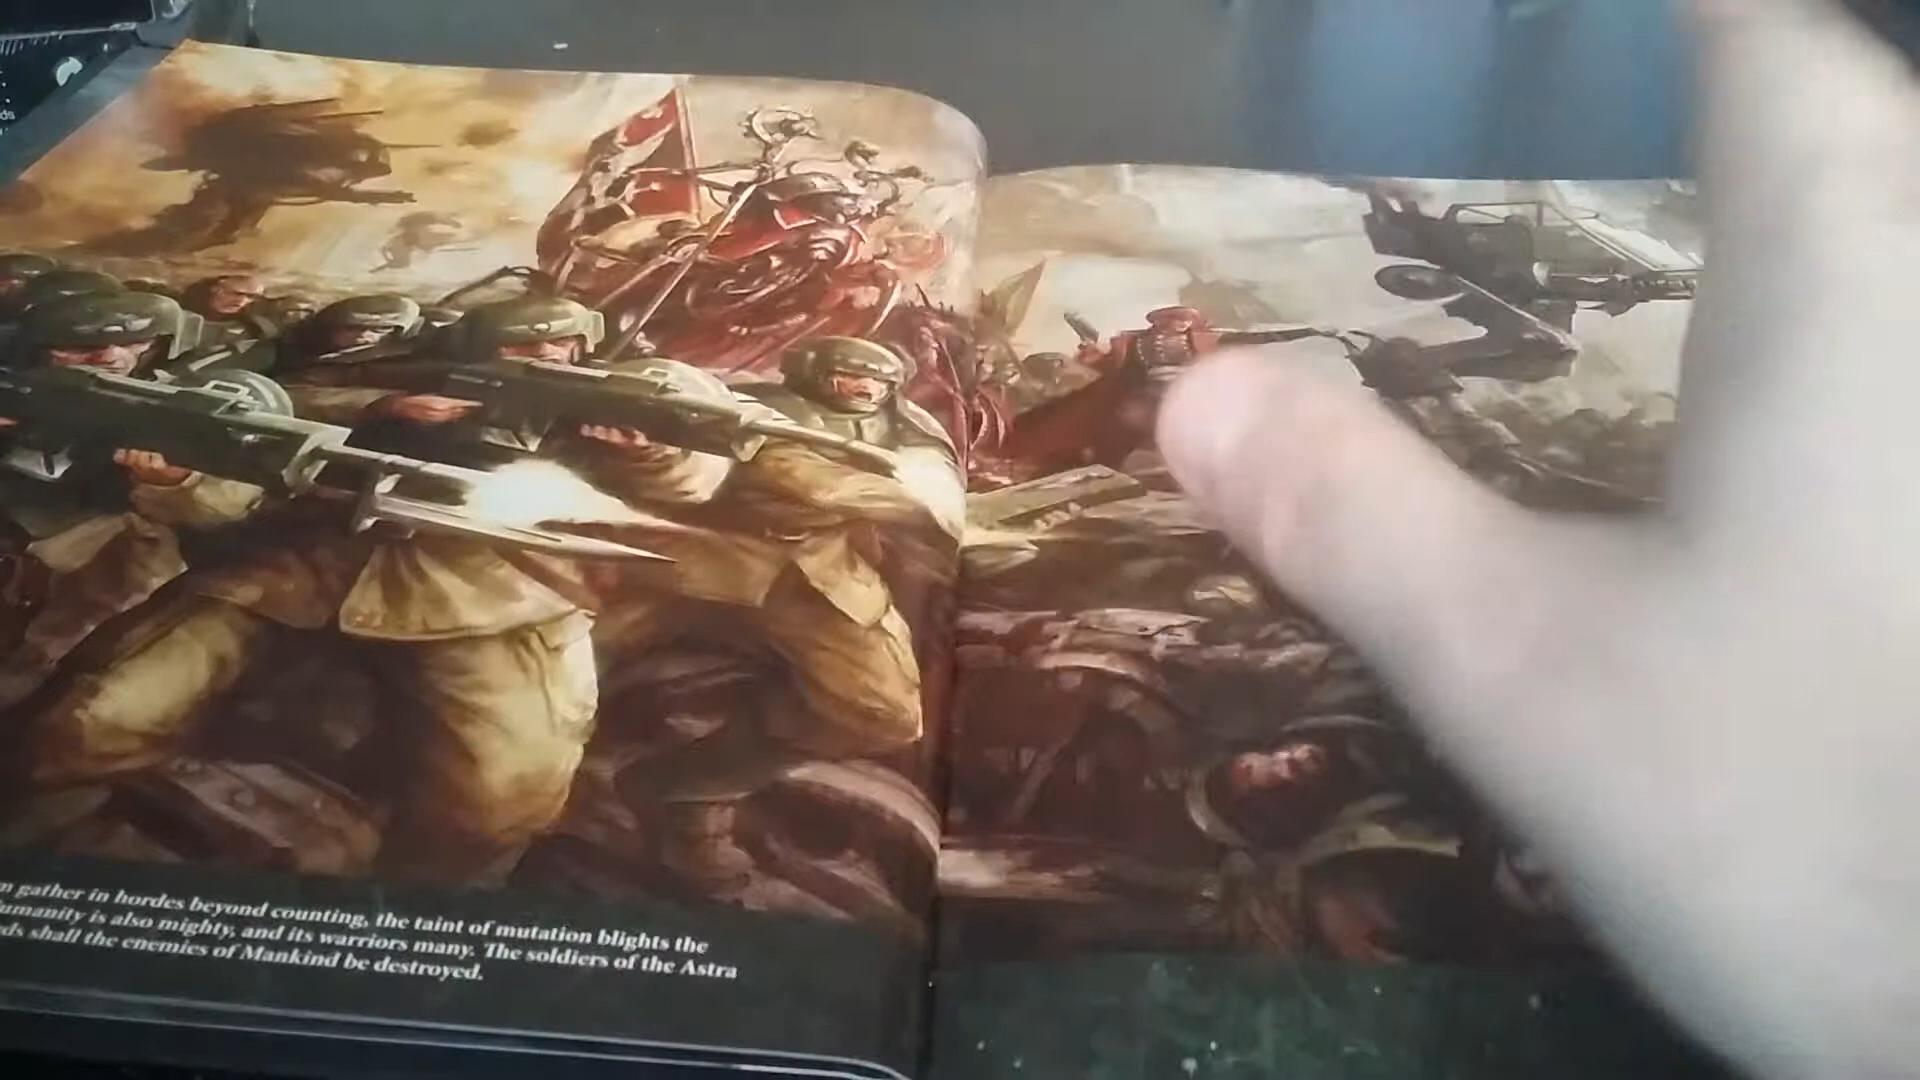 ds
gather in hordes beyond counting, the taint of mutation blights the
umanity is also mighty, and its warriors many. The soldiers of the Astra
ds shall the enemies of Mankind be destroyed.